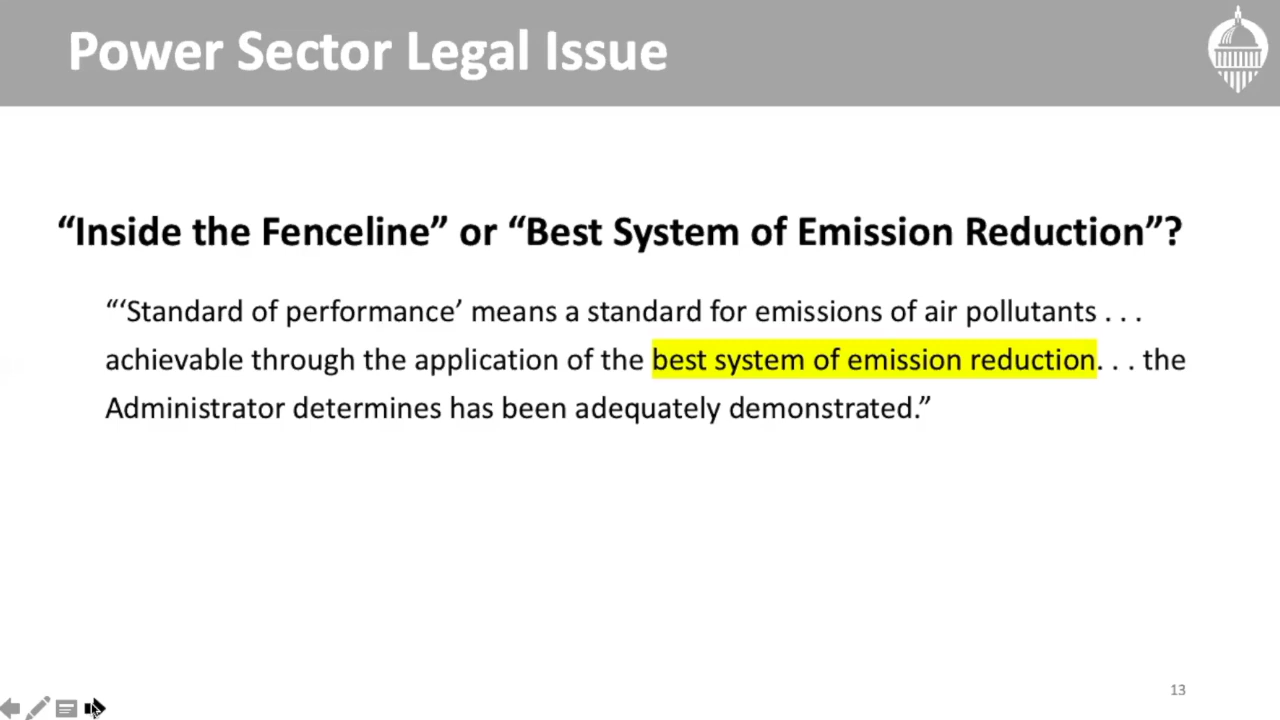 Power Sector Legal Issue
“Inside the Fenceline” or “Best System of Emission Reduction”?
“‘Standard of performance’ means a standard for emissions of air pollutants . . .
achievable through the application of the best system of emission reduction. . . the
Administrator determines has been adequately demonstrated.”
13